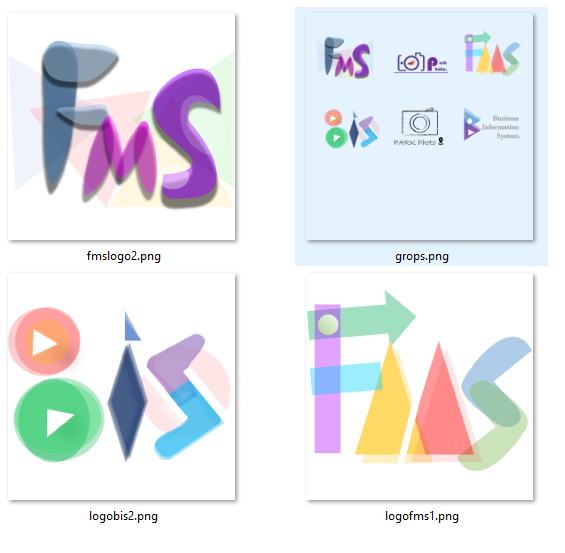 FMS
FMS
Park
Photo.
FMS
BIS
PARK Photo
Business
Information
System.
fmslogo2.png
grops.png
BIS
FMS
logobis2.png
logofms1.png